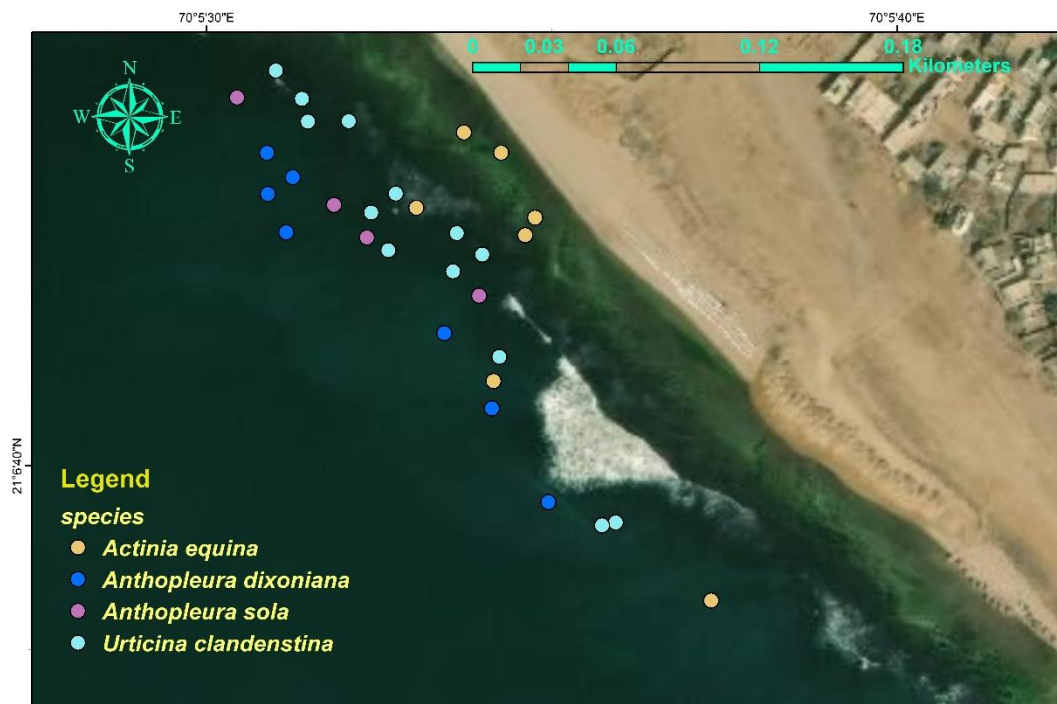 70°5'30"E 70°5'40"E
0 0.03 0.06 0.12 0.18
Kilometers
N
W E
S
21°6'40"N
Legend
species
Actinia equina
Anthopleura dixoniana
Anthopleura sola
Urticina clandenstina